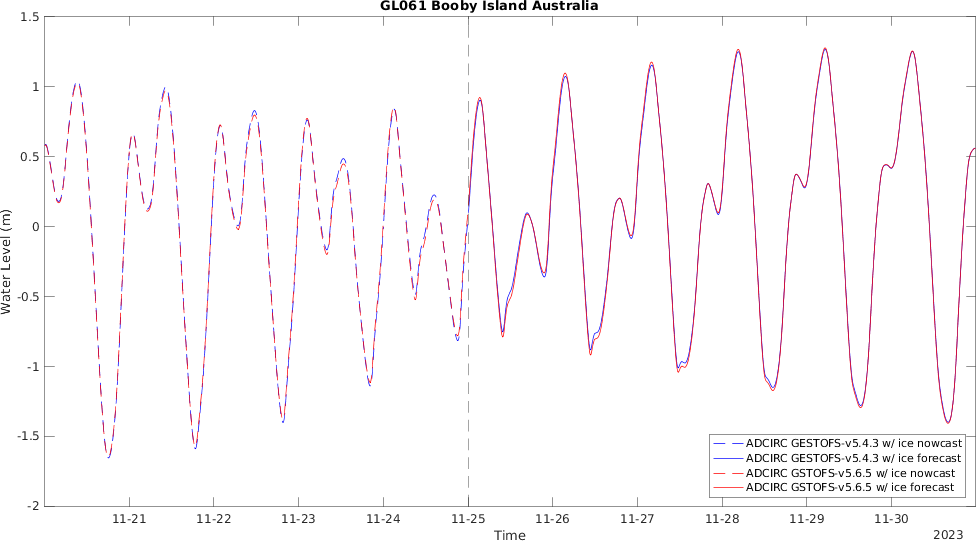 GL061 Booby Island Australia
1.5
1
0.5
0
-0.5
-1
-1.5
-2
Water Level (m)
11-21
11-22
11-23
11-24
11-25
11-26
11-27
11-28
11-29
11-30
Time
2023
ADCIRC GESTOFS-v5.4.3 w/ ice nowcast
ADCIRC GESTOFS-v5.4.3 w/ ice forecast
ADCIRC GSTOFS-v5.6.5 w/ ice nowcast
ADCIRC GSTOFS-v5.6.5 w/ ice forecast